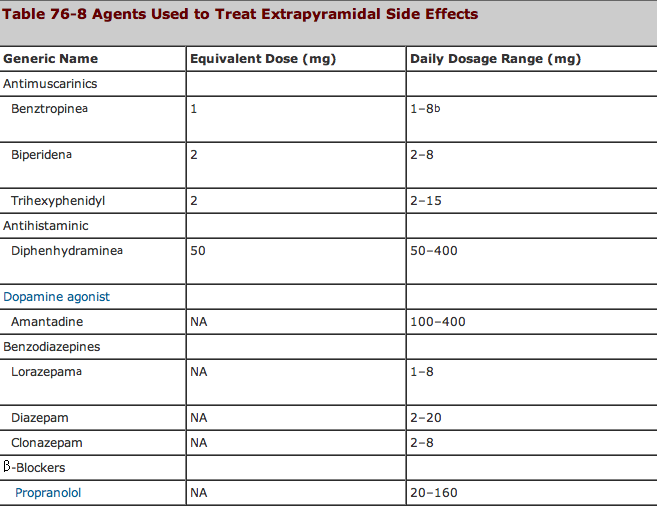 Table 76-8 Agents Used to Treat Extrapyramidal Side Effects
Generic Name Equivalent Dose (mg) Daily Dosage Range (mg)
Antimuscarinics
Benztropinea 1 1–8b
Biperidena 2 2–8
Trihexyphenidyl 2 2–15
Antihistaminic
Diphenhydraminea 50 50–400
Dopamine agonist
Amantadine NA 100–400
Benzodiazepines
Lorazepama NA 1–8
Diazepam NA 2–20
Clonazepam NA 2–8
β-Blockers
Propranolol NA 20–160